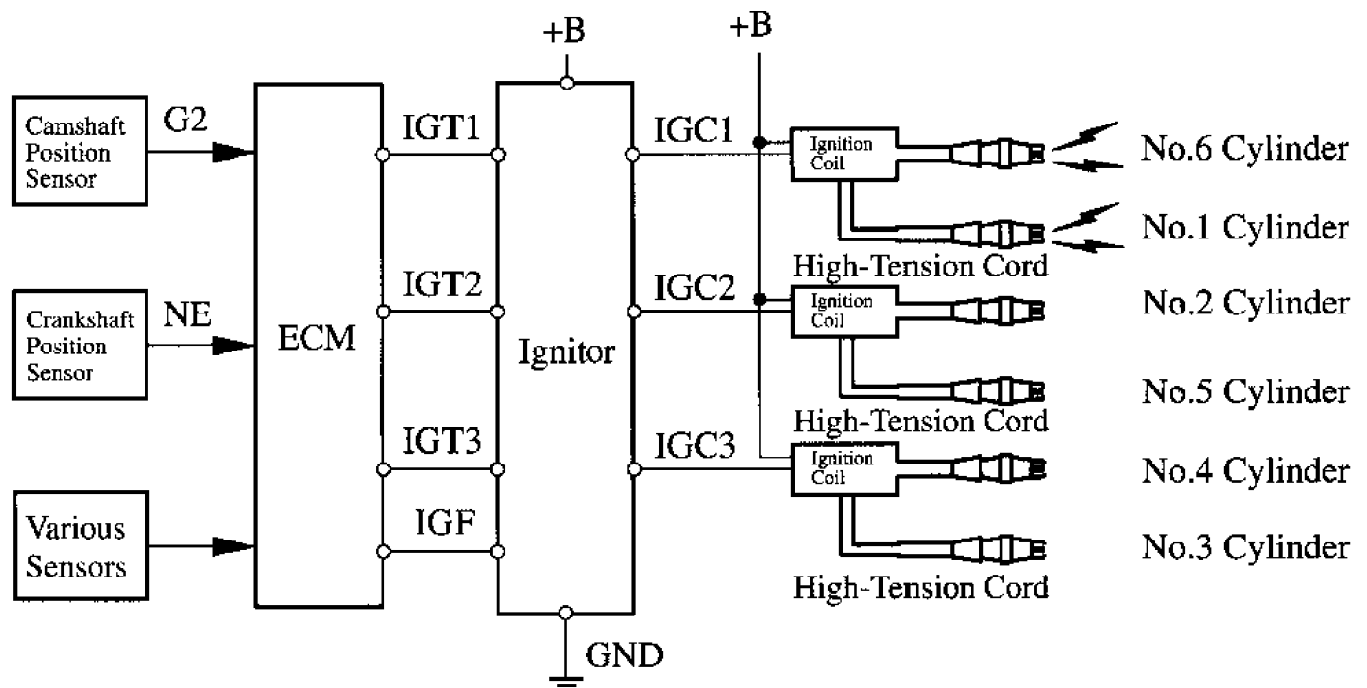 +B
+B
Camshaft
Position
Sensor
G2
IGT1
IGC1
Ignition
Coil
No.6 Cylinder
No.1 Cylinder
High-Tension Cord
Crankshaft
Position
Sensor
NE
ECM
IGT2
Ignitor
IGC2
Ignition
Coil
No.2 Cylinder
No.5 Cylinder
High-Tension Cord
IGT3
IGC3
Ignition
Coil
No.4 Cylinder
Various
Sensors
IGF
No.3 Cylinder
High-Tension Cord
GND